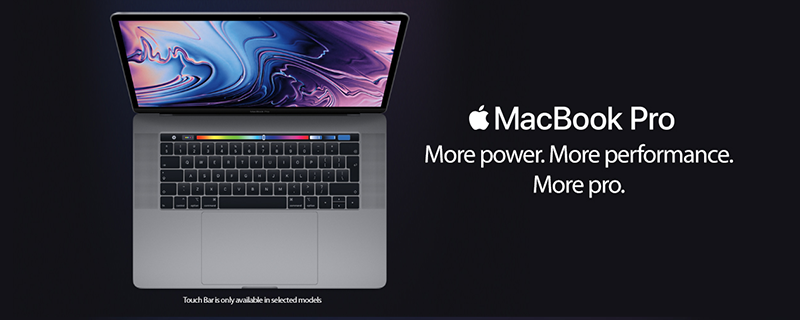 MacBook Pro
More power. More performance.
More pro.
Touch Bar is only available in selected models